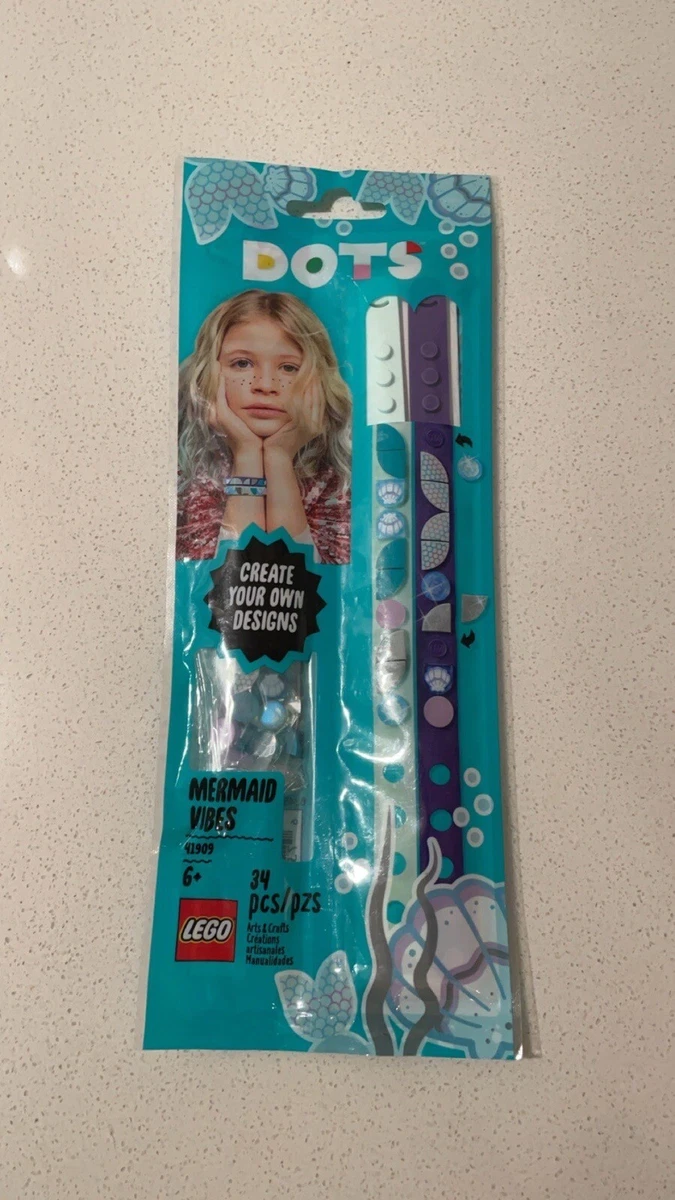 DOTS
CREATE
YOUR OWN
DESIGNS
MERMAID
VIBES
41909
6+
34
pcs/pzs
LEGO
Arts & Crafts
Créations
artisanales
Manualidades